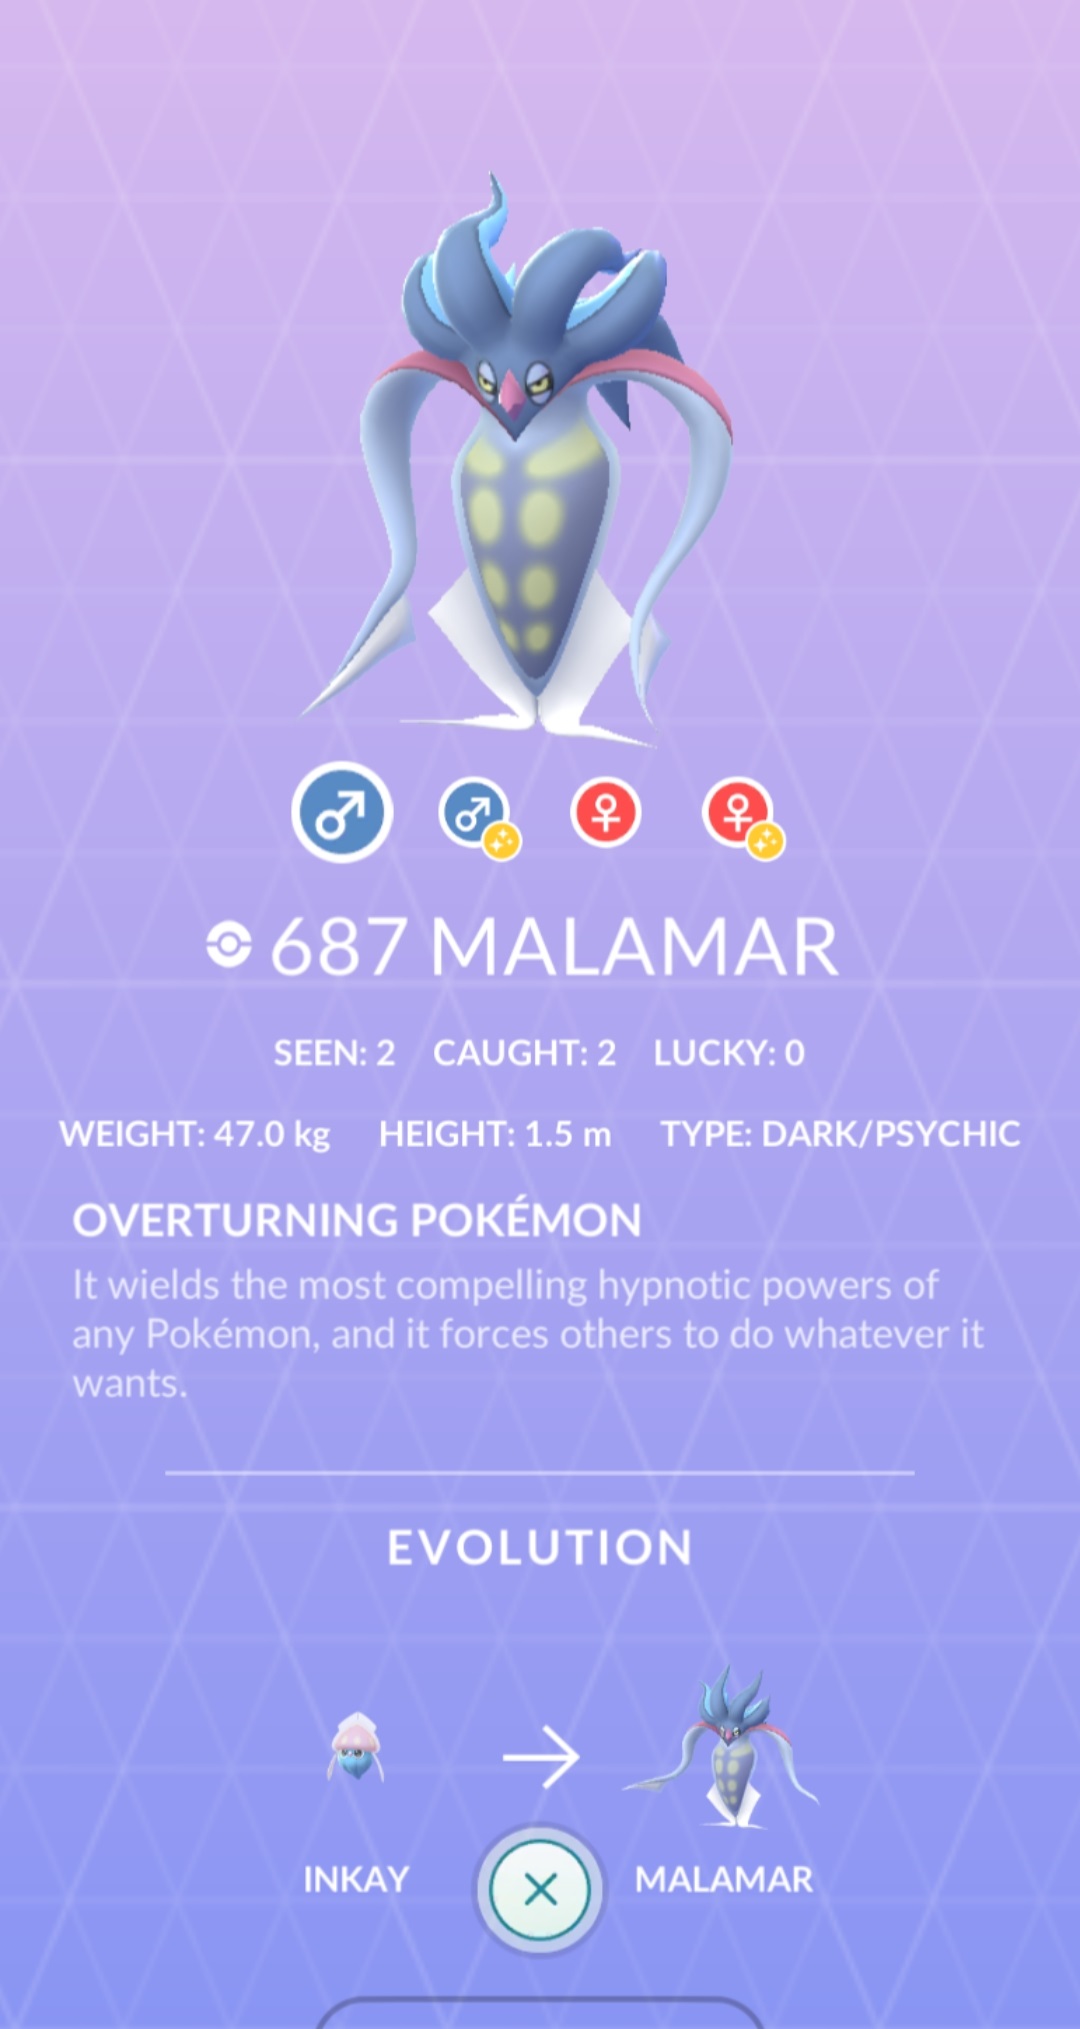 687 MALAMAR
SEEN: 2 CAUGHT: 2 LUCKY: 0
WEIGHT: 47.0 kg HEIGHT: 1.5 m TYPE: DARK/PSYCHIC
OVERTURNING POKÉMON
It wields the most compelling hypnotic powers of
any Pokémon, and it forces others to do whatever it
wants.
EVOLUTION
INKAY MALAMAR